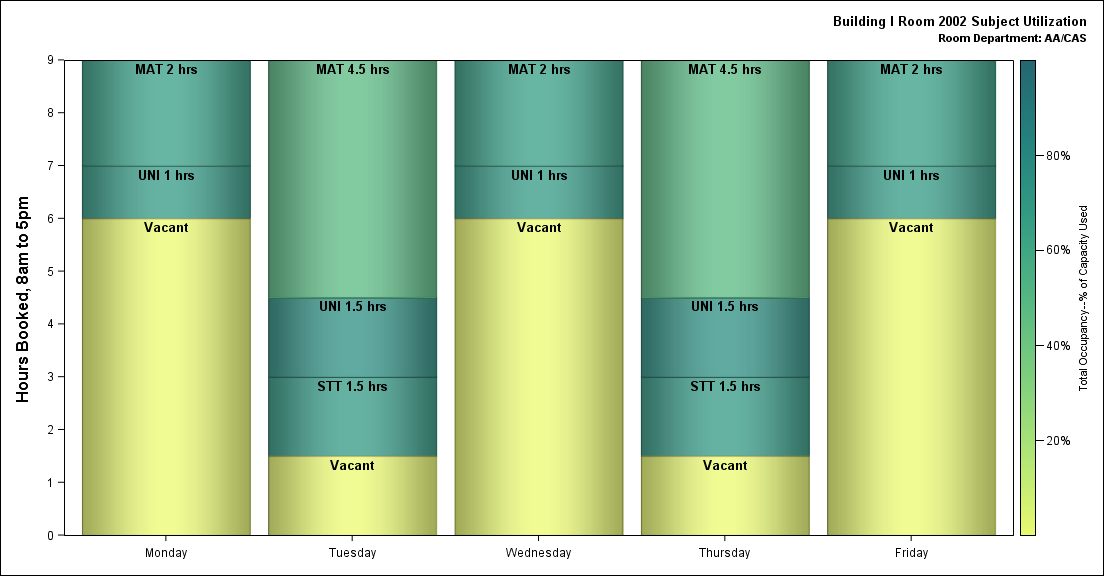 Building I Room 2002 Subject Utilization
Room Department: AA/CAS
Hours Booked, 8am to 5pm
9
8
7
6
5
4
3
2
1
0
MAT 2 hrs
UNI 1 hrs
Vacant
MAT 4.5 hrs
UNI 1.5 hrs
STT 1.5 hrs
Vacant
MAT 2 hrs
UNI 1 hrs
Vacant
MAT 4.5 hrs
UNI 1.5 hrs
STT 1.5 hrs
Vacant
MAT 2 hrs
UNI 1 hrs
Vacant
Monday
Tuesday
Wednesday
Thursday
Friday
80%
60%
40%
20%
Total Occupancy--% of Capacity Used